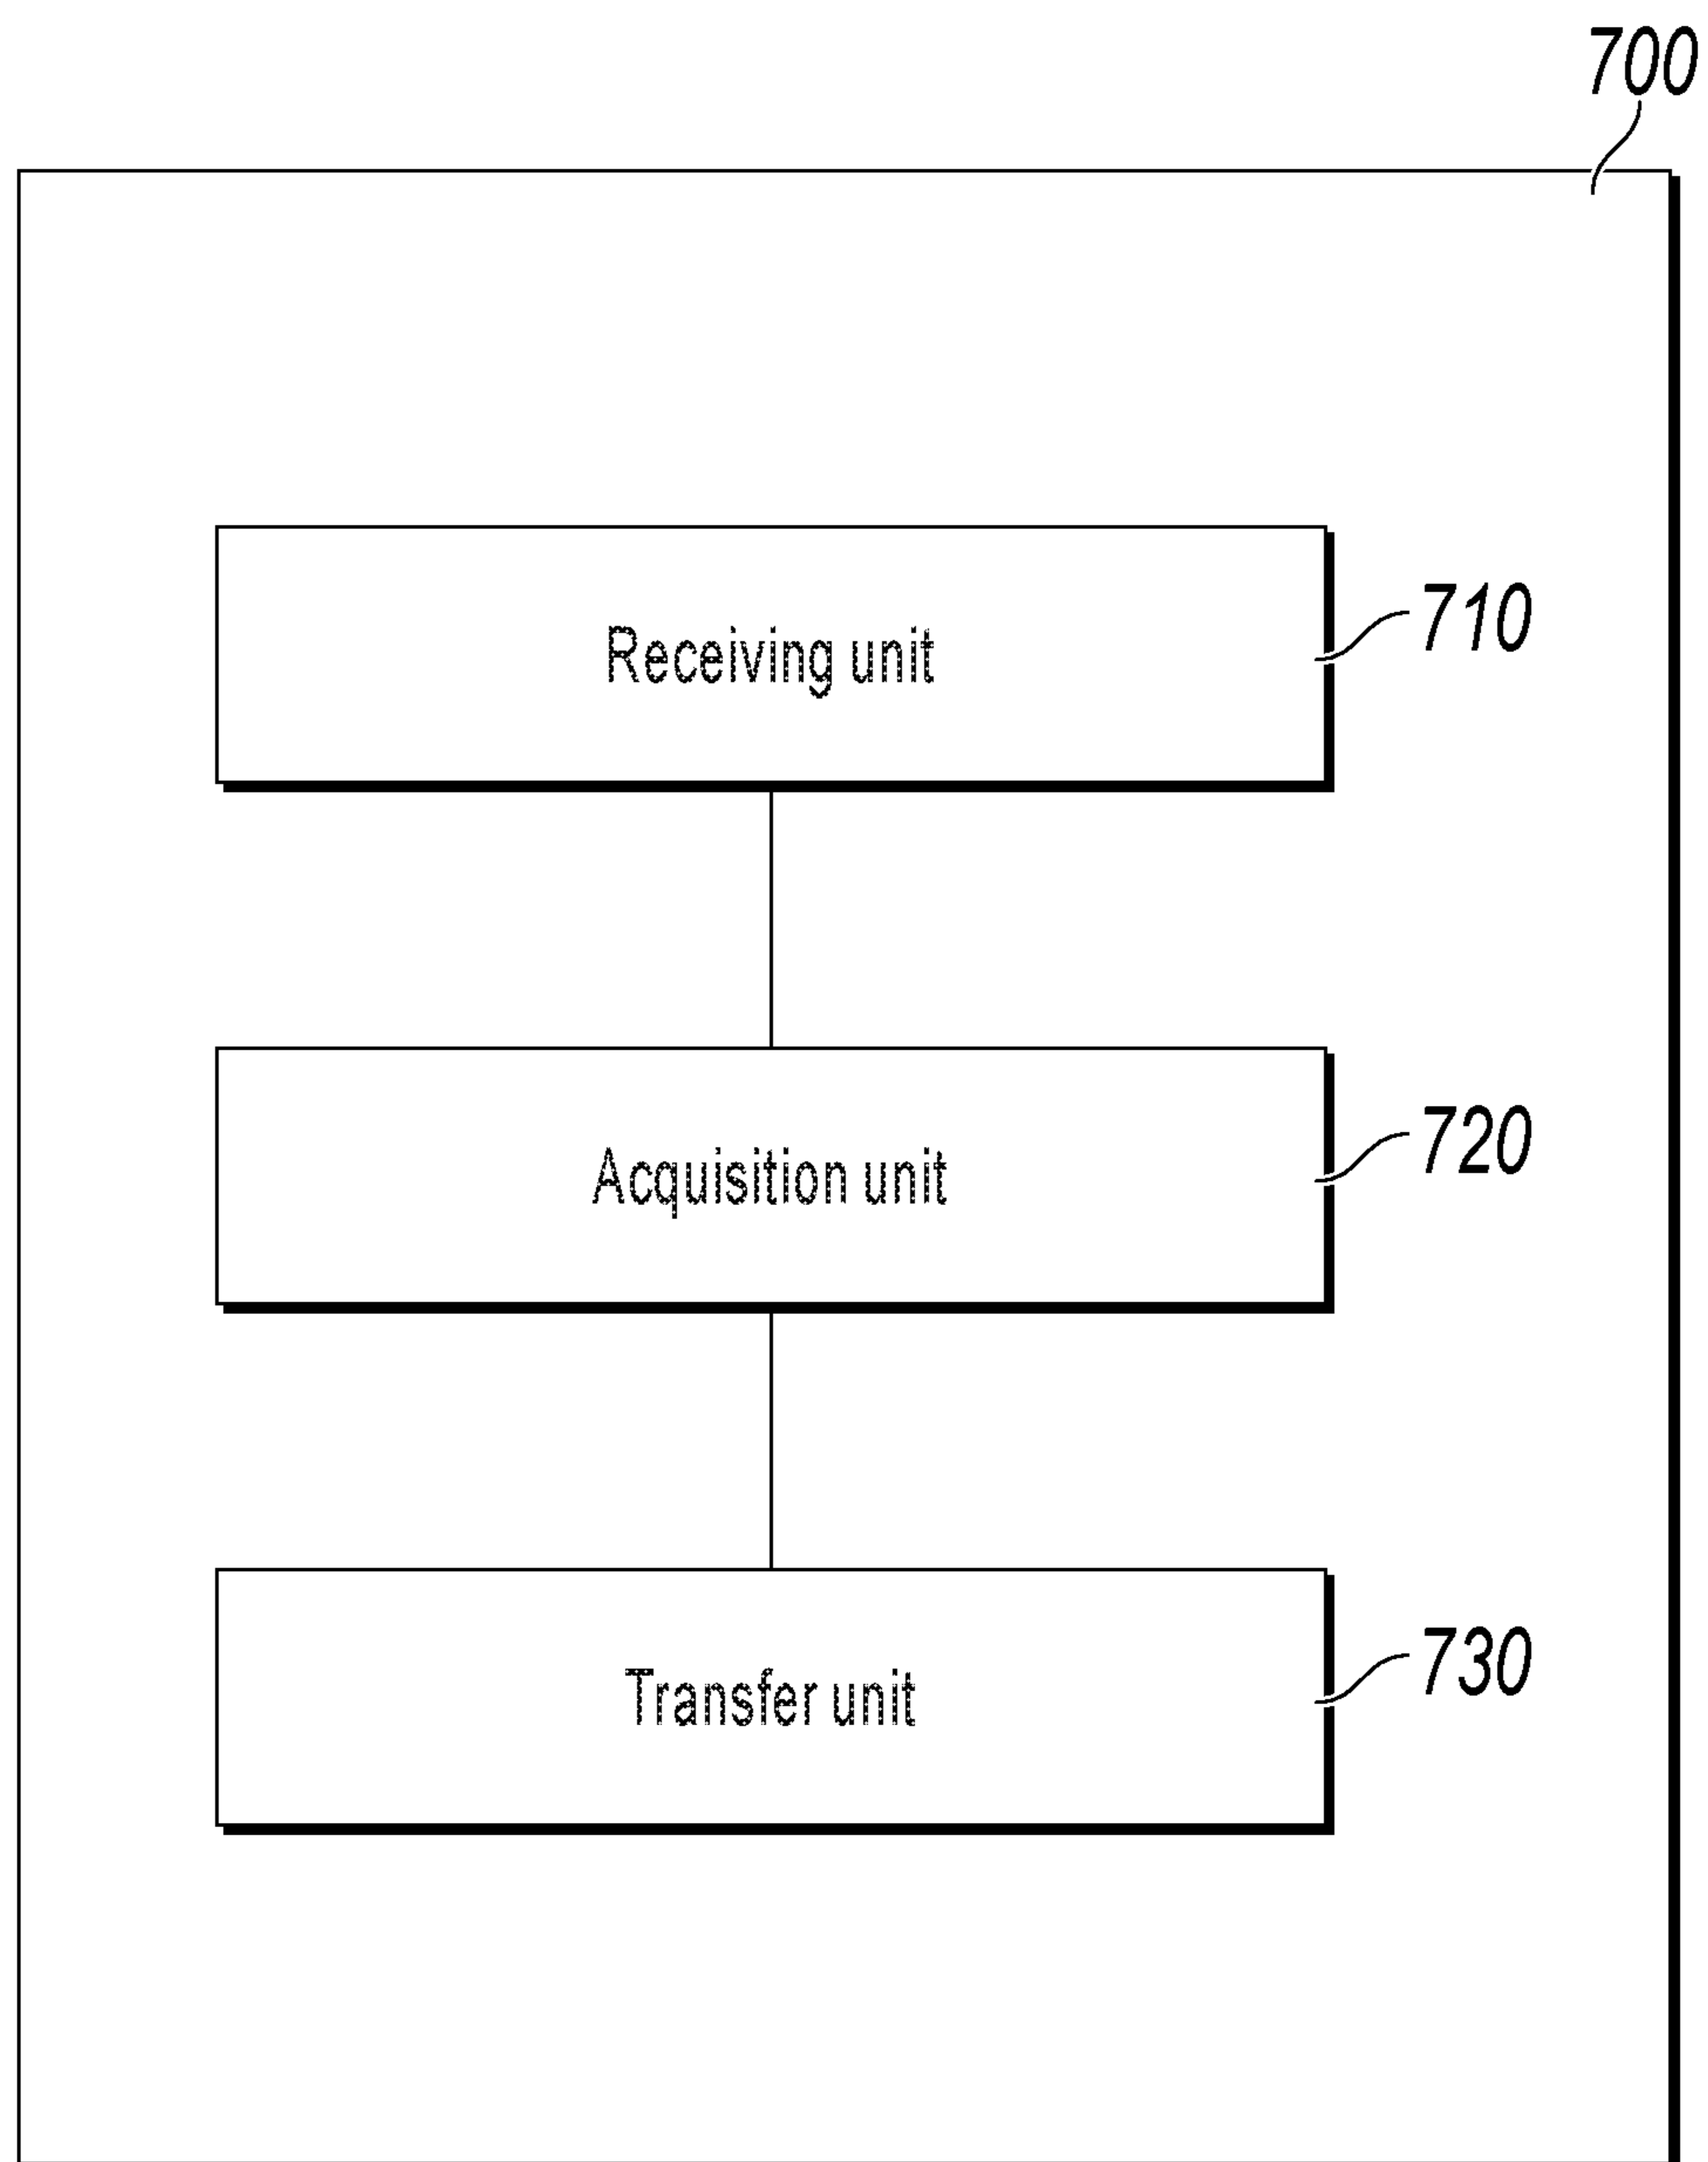 700
Receiving unit
710
Acquisition unit
720
Transfer unit
730